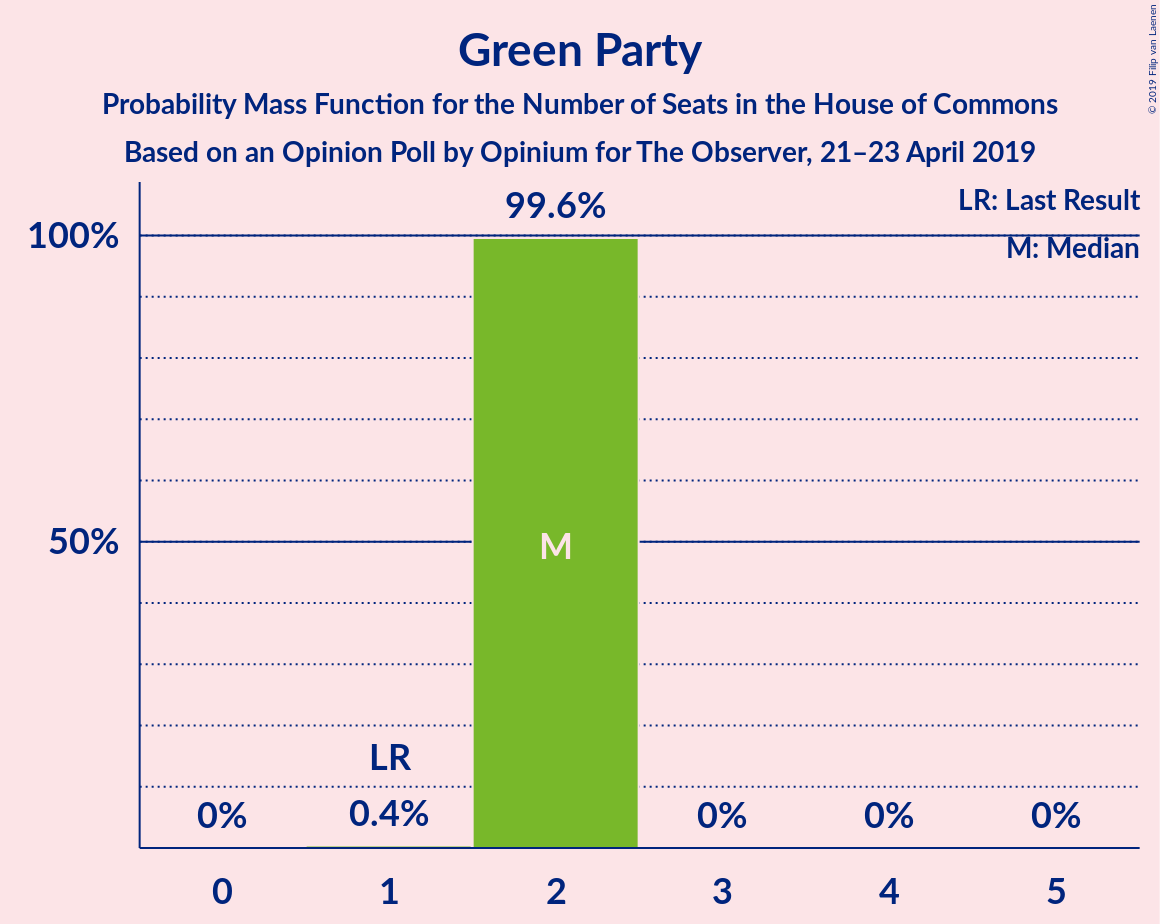 Green Party
Probability Mass Function for the Number of Seats in the House of Commons
Based on an Opinion Poll by Opinium for The Observer, 21–23 April 2019
© 2019 Filip van Laenen
LR: Last Result
M: Median
99.6%
100%
50%
M
LR
0%
0.4%
0%
0%
0%
0 1 2 3 4 5